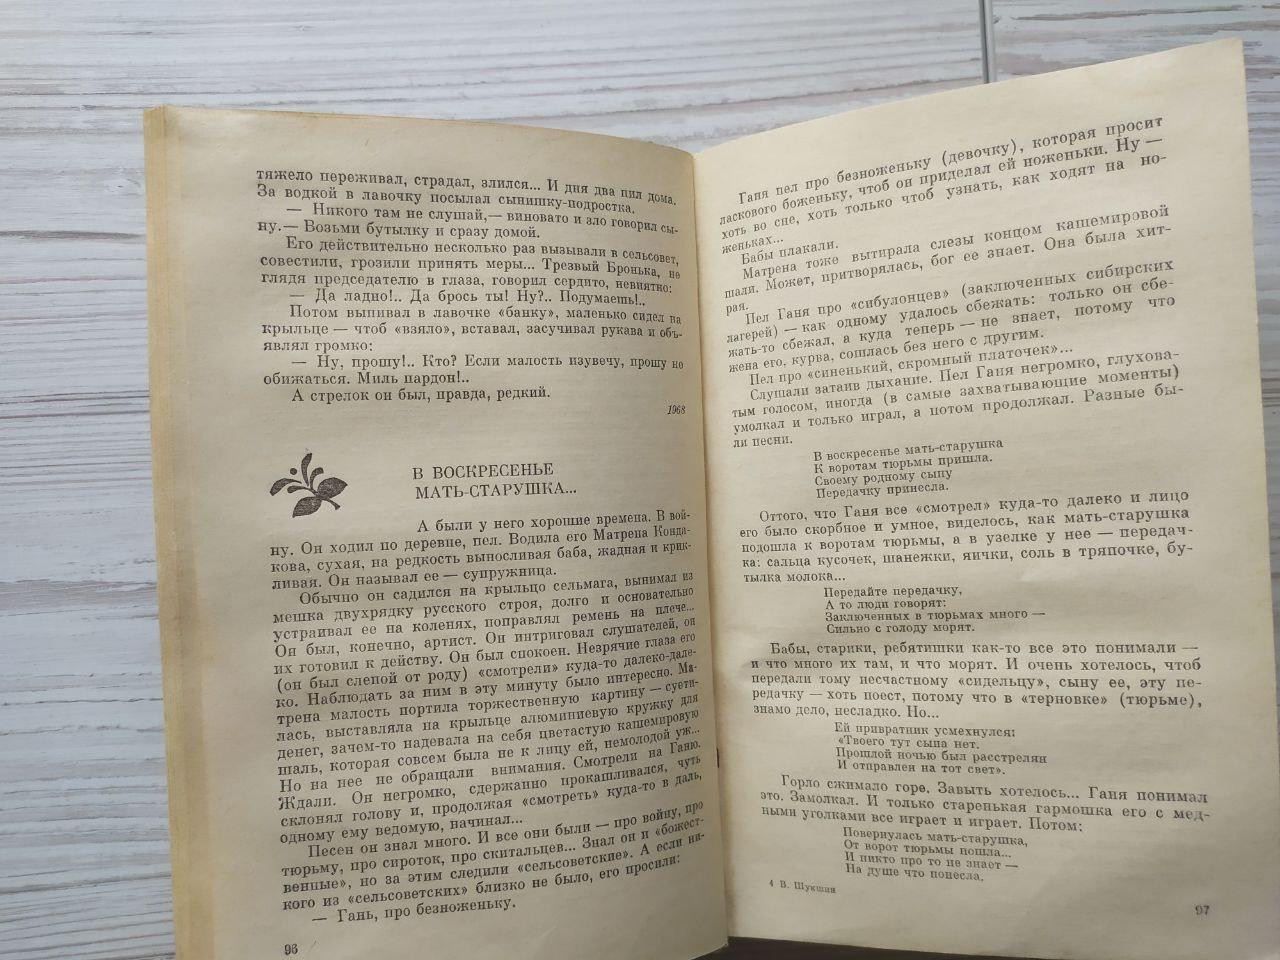 тяжело переживал, страдал, злился... И дня два пил дома.
За водкой в лавочку посылал сынишку-подростка.
— Никого там не слушай,— виновато и зло говорил сы-
ну.— Возьми бутылку и сразу домой.
Его действительно несколько раз вызывали в сельсовет,
совестили, грозили принять меры... Трезвый Бронька, не
глядя председателю в глаза, говорил сердито, невнятно:
— Да ладно!.. Да брось ты! Ну?.. Подумаешь!..
Потом выпивал в лавочке «банку», маленько сидел на
крыльце — чтоб «взяло», вставал, засучивал рукава и объ-
являл громко:
— Ну, прошу!.. Кто? Если малость изувечу, прошу не
обижаться. Миль пардон!..
А стрелок он был, правда, редкий.
1968
В ВОСКРЕСЕНЬЕ
МАТЬ-СТАРУШКА...
А были у него хорошие времена. В вой-
ну. Он ходил по деревне, пел. Водила его Матрена Конда-
кова, сухая, на редкость выносливая баба, жадная и крик-
ливая. Он называл ее — супружница.
Обычно он садился на крыльцо сельмага, вынимал из
мешка двухрядку русского строя, долго и основательно
устраивал ее на коленях, поправлял ремень на плече...
Он был, конечно, артист. Он интриговал слушателей, он
их готовил к действу. Он был спокоен. Незрячие глаза его
(он был слепой от роду) «смотрели» куда-то далеко-дале-
ко. Наблюдать за ним в эту минуту было интересно. Ма-
трена малость портила торжественную картину — суети-
лась, выставляла на крыльцо алюминиевую кружку для
денег, зачем-то надевала на себя цветастую кашемировую
шаль, которая совсем была не к лицу ей, немолодой уж...
Но на нее не обращали внимания. Смотрели на Ганю.
Ждали. Он негромко, сдержанно прокашливался, чуть
склонял голову и, продолжая «смотреть» куда-то в даль,
одному ему ведомую, начинал...
Песен он знал много. И все они были — про войну, про
тюрьму, про сироток, про скитальцев... Знал он и «божест-
венные», но за этим следили «сельсоветские». А если ни-
кого из «сельсоветских» близко не было, его просили:
— Гань, про безноженьку.
96
Ганя пел про безноженьку (девочку), которая просит
ласкового боженьку, чтоб он приделал ей ноженьки. Ну —
хоть во сне, хоть только чтоб узнать, как ходят на но-
женьках...
Бабы плакали.
Матрена тоже вытирала слезы концом кашемировой
шали. Может, притворялась, бог ее знает. Она была хит-
рая.
Пел Ганя про «сибулонцев» (заключенных сибирских
лагерей) — как одному удалось сбежать: только он сбе-
жать-то сбежал, а куда теперь — не знает, потому что
жена его, курва, сошлась без него с другим.
Пел про «синенький, скромный платочек»...
Слушали затаив дыхание. Пел Ганя негромко, глухова-
тым голосом, иногда (в самые захватывающие моменты)
умолкал и только играл, а потом продолжал. Разные бы-
ли песни.
В воскресенье мать-старушка
К воротам тюрьмы пришла.
Своему родному сыну
Передачку принесла.
Оттого, что Ганя все «смотрел» куда-то далеко и лицо
его было скорбное и умное, виделось, как мать-старушка
подошла к воротам тюрьмы, а в узелке у нее — передач-
ка: сальца кусочек, шанежки, яички, соль в тряпочке, бу-
тылка молока...
Передайте передачку,
А то люди говорят:
Заключенных в тюрьмах много —
Сильно с голоду морят.
Бабы, старики, ребятишки как-то все это понимали —
и что много их там, и что морят. И очень хотелось, чтоб
передали тому несчастному «сидельцу», сыну ее, эту пе-
редачку — хоть поест, потому что в «терновке» (тюрьме),
знамо дело, несладко. Но...
Ей привратник усмехнулся:
«Твоего тут сына нет.
Прошлой ночью был расстрелян
И отправлен на тот свет».
Горло сжимало горе. Завыть хотелось... Ганя понимал
это. Замолкал. И только старенькая гармошка его с мед-
ными уголками все играет и играет. Потом:
Повернулась мать-старушка,
От ворот тюрьмы пошла...
И никто про то не знает —
На душе что понесла.
4 В. Шукшин
97